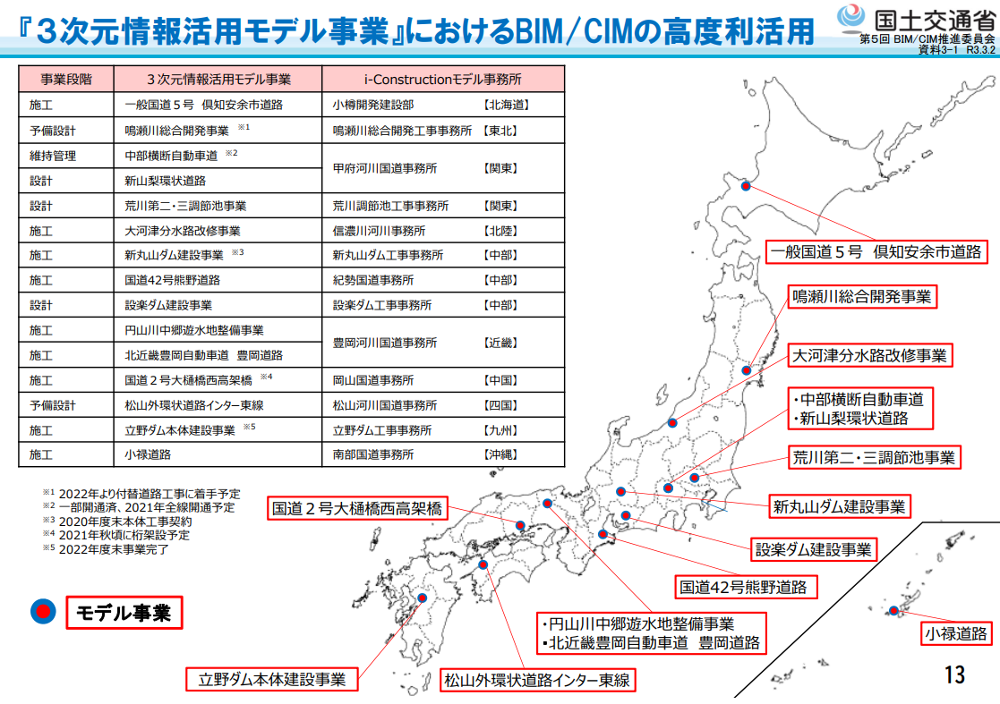 『３次元情報活用モデル事業』におけるBIM/CIMの高度利活用
国土交通省
第５回 BIM/CIM推進委員会
資料3-1 R3.3.2
事業段階 ３次元情報活用モデル事業 i-Constructionモデル事務所
施工 一般国道５号 倶知安余市道路 小樽開発建設部 【北海道】
予備設計 鳴瀬川総合開発事業 ※1 鳴瀬川総合開発工事事務所 【東北】
維持管理 中部横断自動車道 ※2 甲府河川国道事務所 【関東】
設計 新山梨環状道路
設計 荒川第二・三調節池事業 荒川調節池工事事務所 【関東】
施工 大河津分水路改修事業 信濃川河川事務所 【北陸】
施工 新丸山ダム建設事業 ※3 新丸山ダム工事事務所 【中部】
施工 国道42号熊野道路 紀勢国道事務所 【中部】
設計 設楽ダム建設事業 設楽ダム工事事務所 【中部】
施工 円山川中郷遊水地整備事業 豊岡河川国道事務所 【近畿】
施工 北近畿豊岡自動車道 豊岡道路
施工 国道２号大樋橋西高架橋 ※4 岡山国道事務所 【中国】
予備設計 松山外環状道路インター東線 松山河川国道事務所 【四国】
施工 立野ダム本体建設事業 ※5 立野ダム工事事務所 【九州】
施工 小禄道路 南部国道事務所 【沖縄】
※1 2022年より付替道路工事に着手予定
※2 一部開通済、2021年全線開通予定
※3 2020年度末本体工事契約
※4 2021年秋頃に桁架設予定
※5 2022年度末事業完了
モデル事業
一般国道５号 倶知安余市道路
鳴瀬川総合開発事業
大河津分水路改修事業
・中部横断自動車道
・新山梨環状道路
荒川第二・三調節池事業
国道２号大樋橋西高架橋
新丸山ダム建設事業
設楽ダム建設事業
国道42号熊野道路
・円山川中郷遊水地整備事業
・北近畿豊岡自動車道 豊岡道路
小禄道路
立野ダム本体建設事業
松山外環状道路インター東線
13